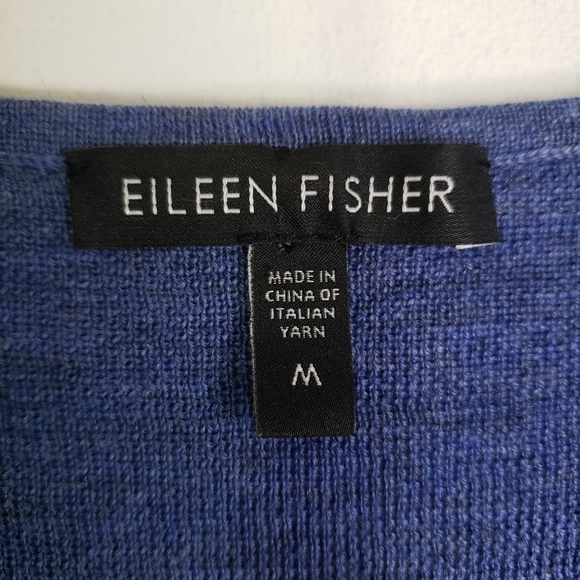 EILEEN FISHER
MADE IN
CHINA OF
ITALIAN
YARN
M